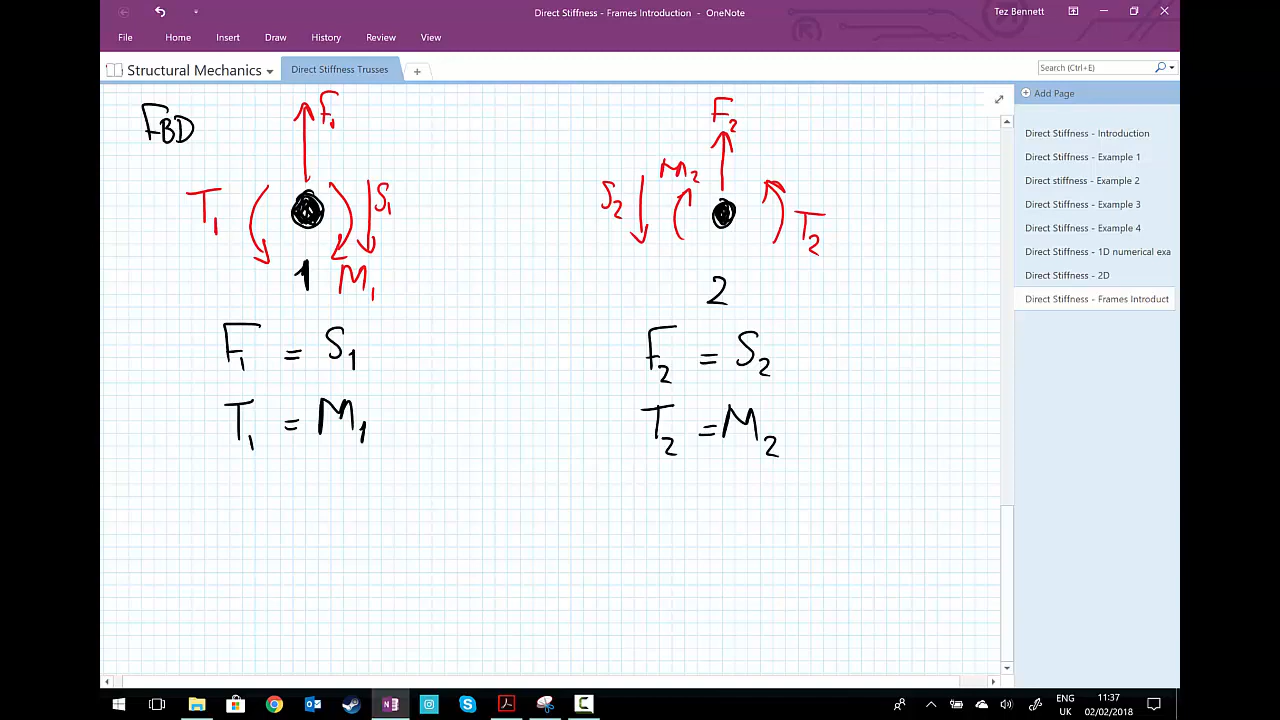 Direct Stiffness - Frames Introduction - OneNote
Tez Bennett
File Home Insert Draw History Review View
Structural Mechanics
Direct Stiffness Trusses
Search (Ctrl+E)
Add Page
Direct Stiffness - Introduction
Direct Stiffness - Example 1
Direct stiffness - Example 2
Direct Stiffness - Example 3
Direct Stiffness - Example 4
Direct Stiffness - 1D numerical exa
Direct Stiffness - 2D
Direct Stiffness - Frames Introduct
FBD
F1
T1
S1
M1
1
F2
M2
S2
T2
2
F1 = S1
F2 = S2
T1 = M1
T2 = M2
ENG
UK
11:37
02/02/2018